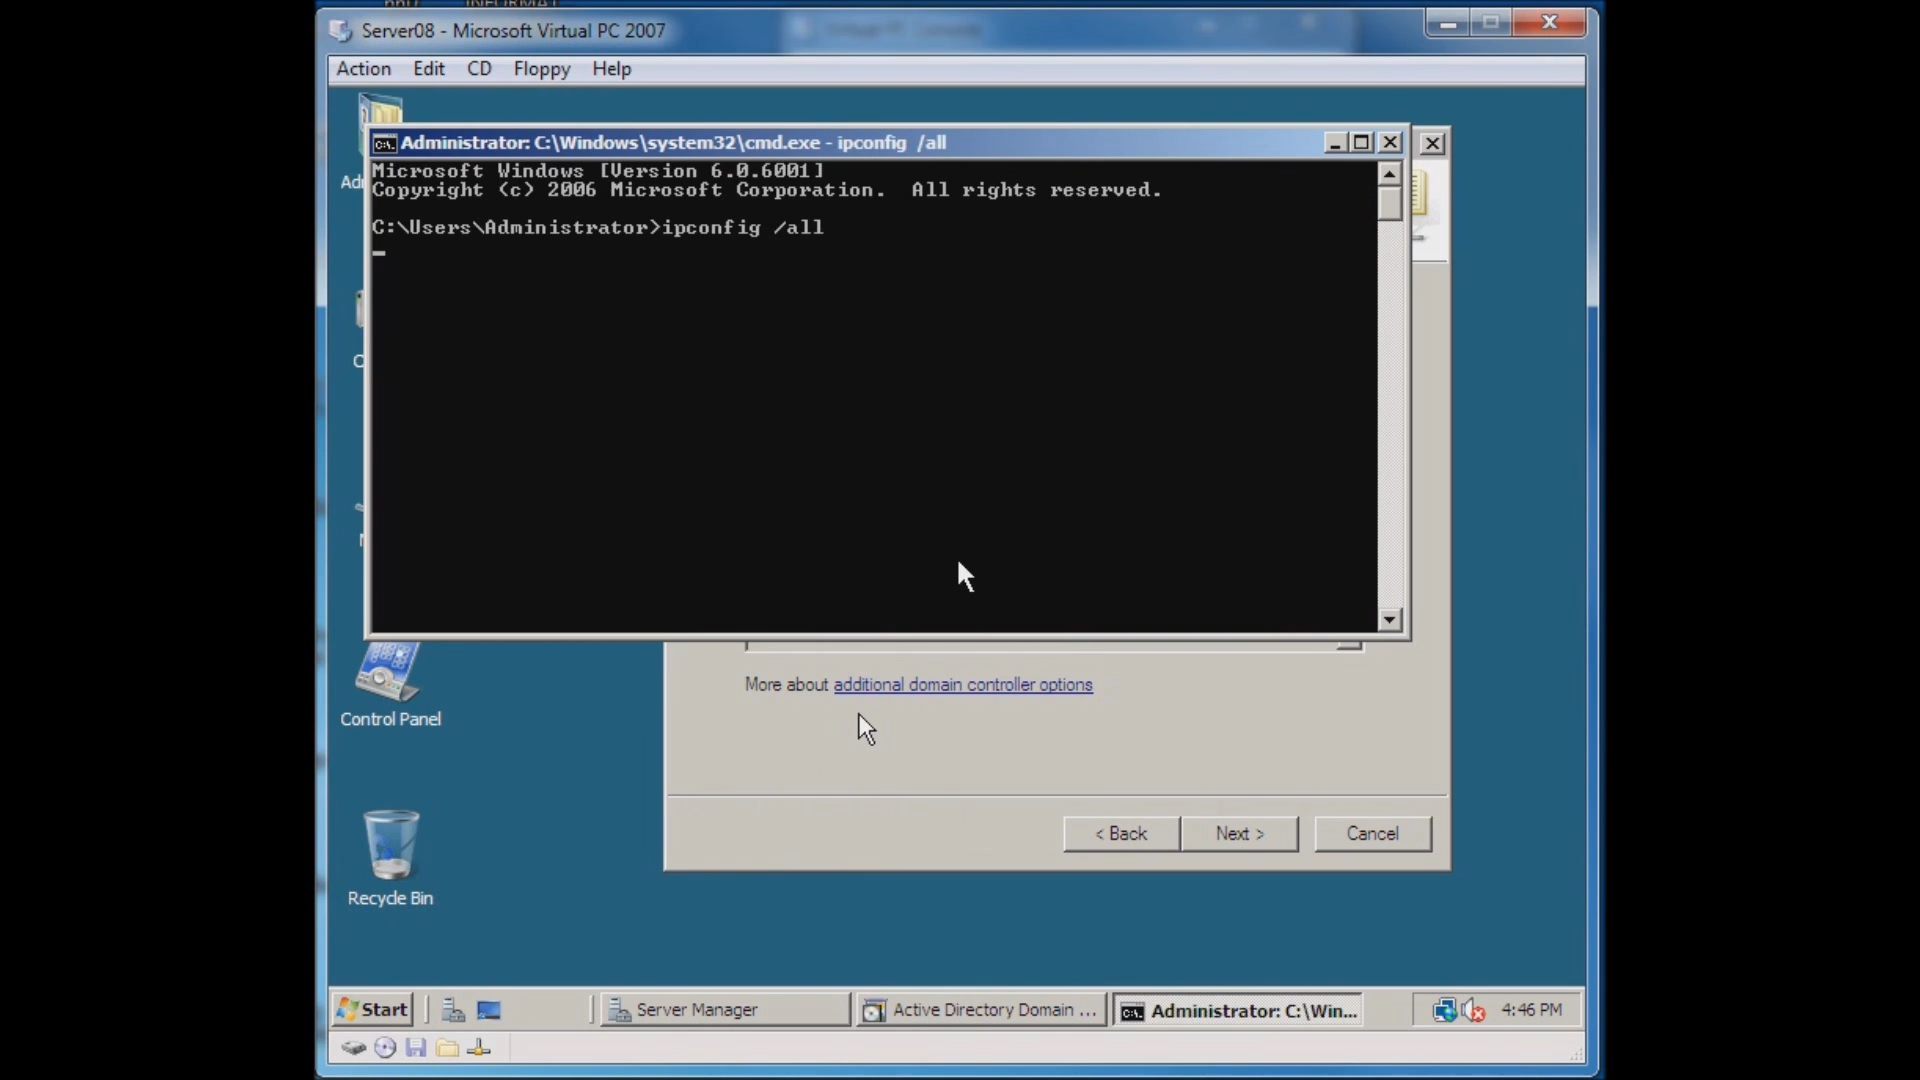 Server08 - Microsoft Virtual PC 2007
Action Edit CD Floppy Help
Administrator: C:\Windows\system32\cmd.exe - ipconfig /all
Microsoft Windows [Version 6.0.6001]
Copyright (c) 2006 Microsoft Corporation. All rights reserved.
C:\Users\Administrator>ipconfig /all
More about additional domain controller options
Control Panel
< Back Next > Cancel
Recycle Bin
Start Server Manager Active Directory Domain ... Administrator: C:\Win... 4:46 PM